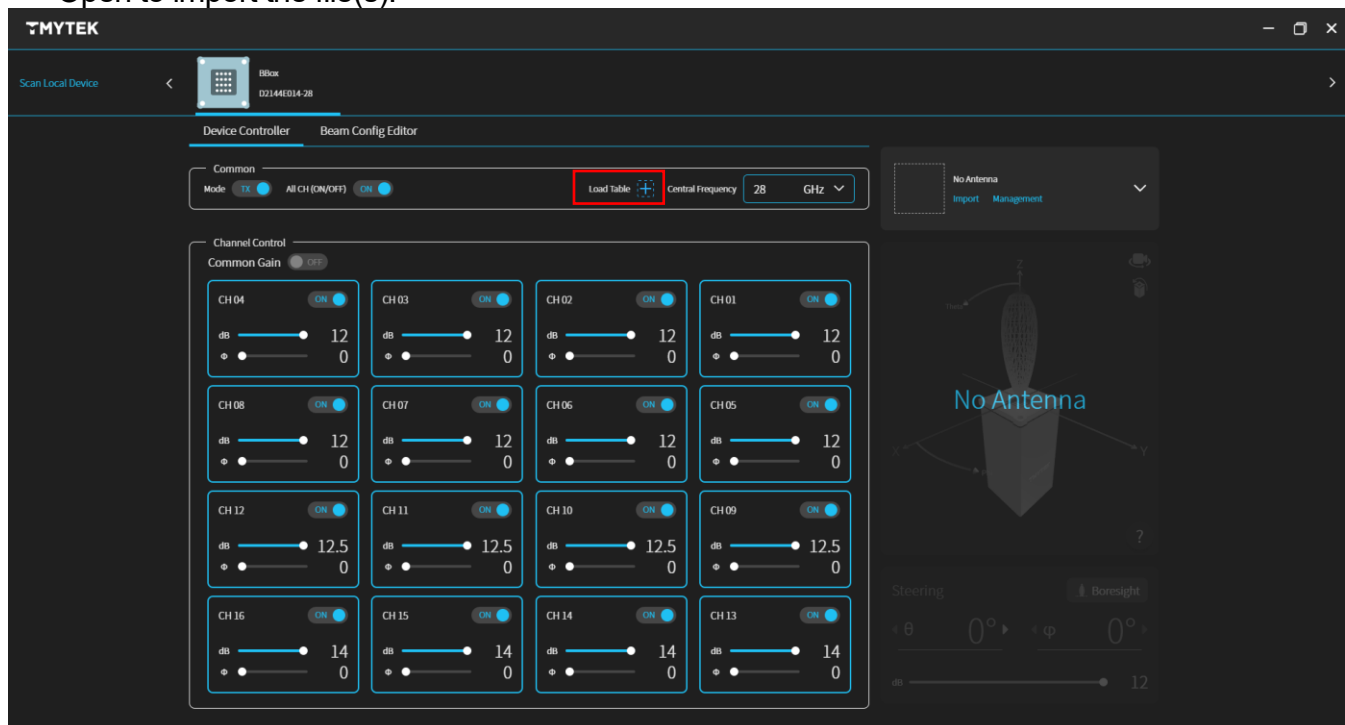 Open to import the file(s).
TMYTEK
Scan Local Device
BBox
D2144E014-28
Device Controller Beam Config Editor
Common
Mode TX All CH (ON/OFF) ON Load Table Central Frequency 28 GHz
No Antenna
Import Management
Channel Control
Common Gain OFF
CH 04 ON CH 03 ON CH 02 ON CH 01 ON
dB 12 dB 12 dB 12 dB 12
Φ 0 Φ 0 Φ 0 Φ 0
CH 08 ON CH 07 ON CH 06 ON CH 05 ON
dB 12 dB 12 dB 12 dB 12
Φ 0 Φ 0 Φ 0 Φ 0
CH 12 ON CH 11 ON CH 10 ON CH 09 ON
dB 12.5 dB 12.5 dB 12.5 dB 12.5
Φ 0 Φ 0 Φ 0 Φ 0
CH 16 ON CH 15 ON CH 14 ON CH 13 ON
dB 14 dB 14 dB 14 dB 14
Φ 0 Φ 0 Φ 0 Φ 0
Z
Theta
No Antenna
X Y
?
Steering Boresight
θ 0° φ 0°
dB 12